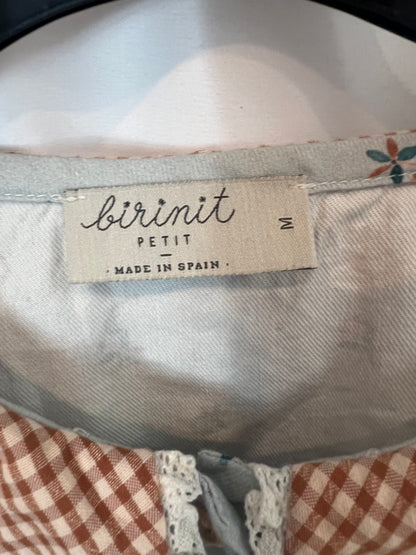 birinit
PETIT
M
· MADE IN SPAIN ·